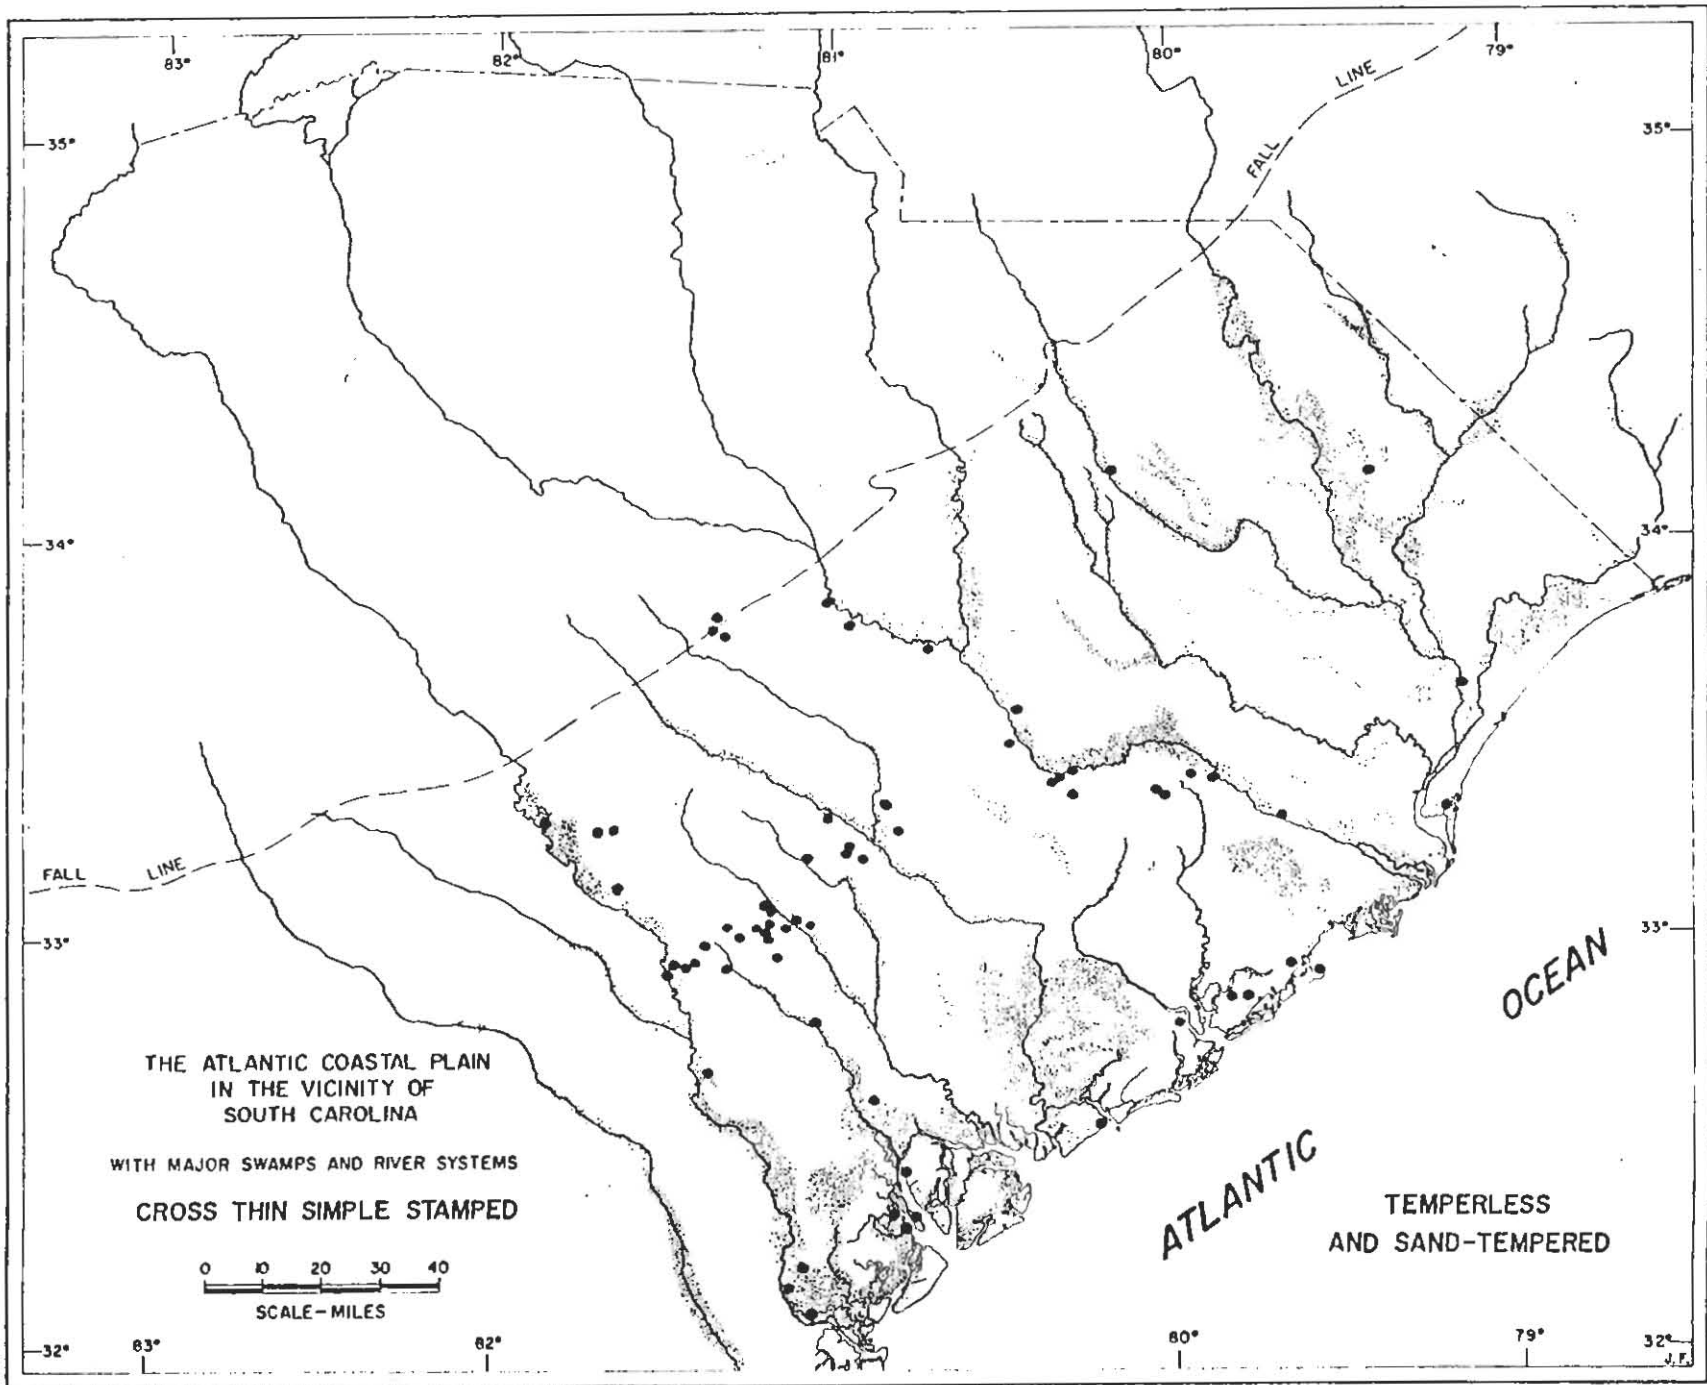 83°
82°
81°
80°
79°
LINE
FALL
35°
35°
34°
34°
FALL
LINE
33°
33°
OCEAN
ATLANTIC
THE ATLANTIC COASTAL PLAIN
IN THE VICINITY OF
SOUTH CAROLINA
WITH MAJOR SWAMPS AND RIVER SYSTEMS
CROSS THIN SIMPLE STAMPED
TEMPERLESS
AND SAND-TEMPERED
0 10 20 30 40
SCALE-MILES
32°
32°
83°
82°
80°
79°
J.F.